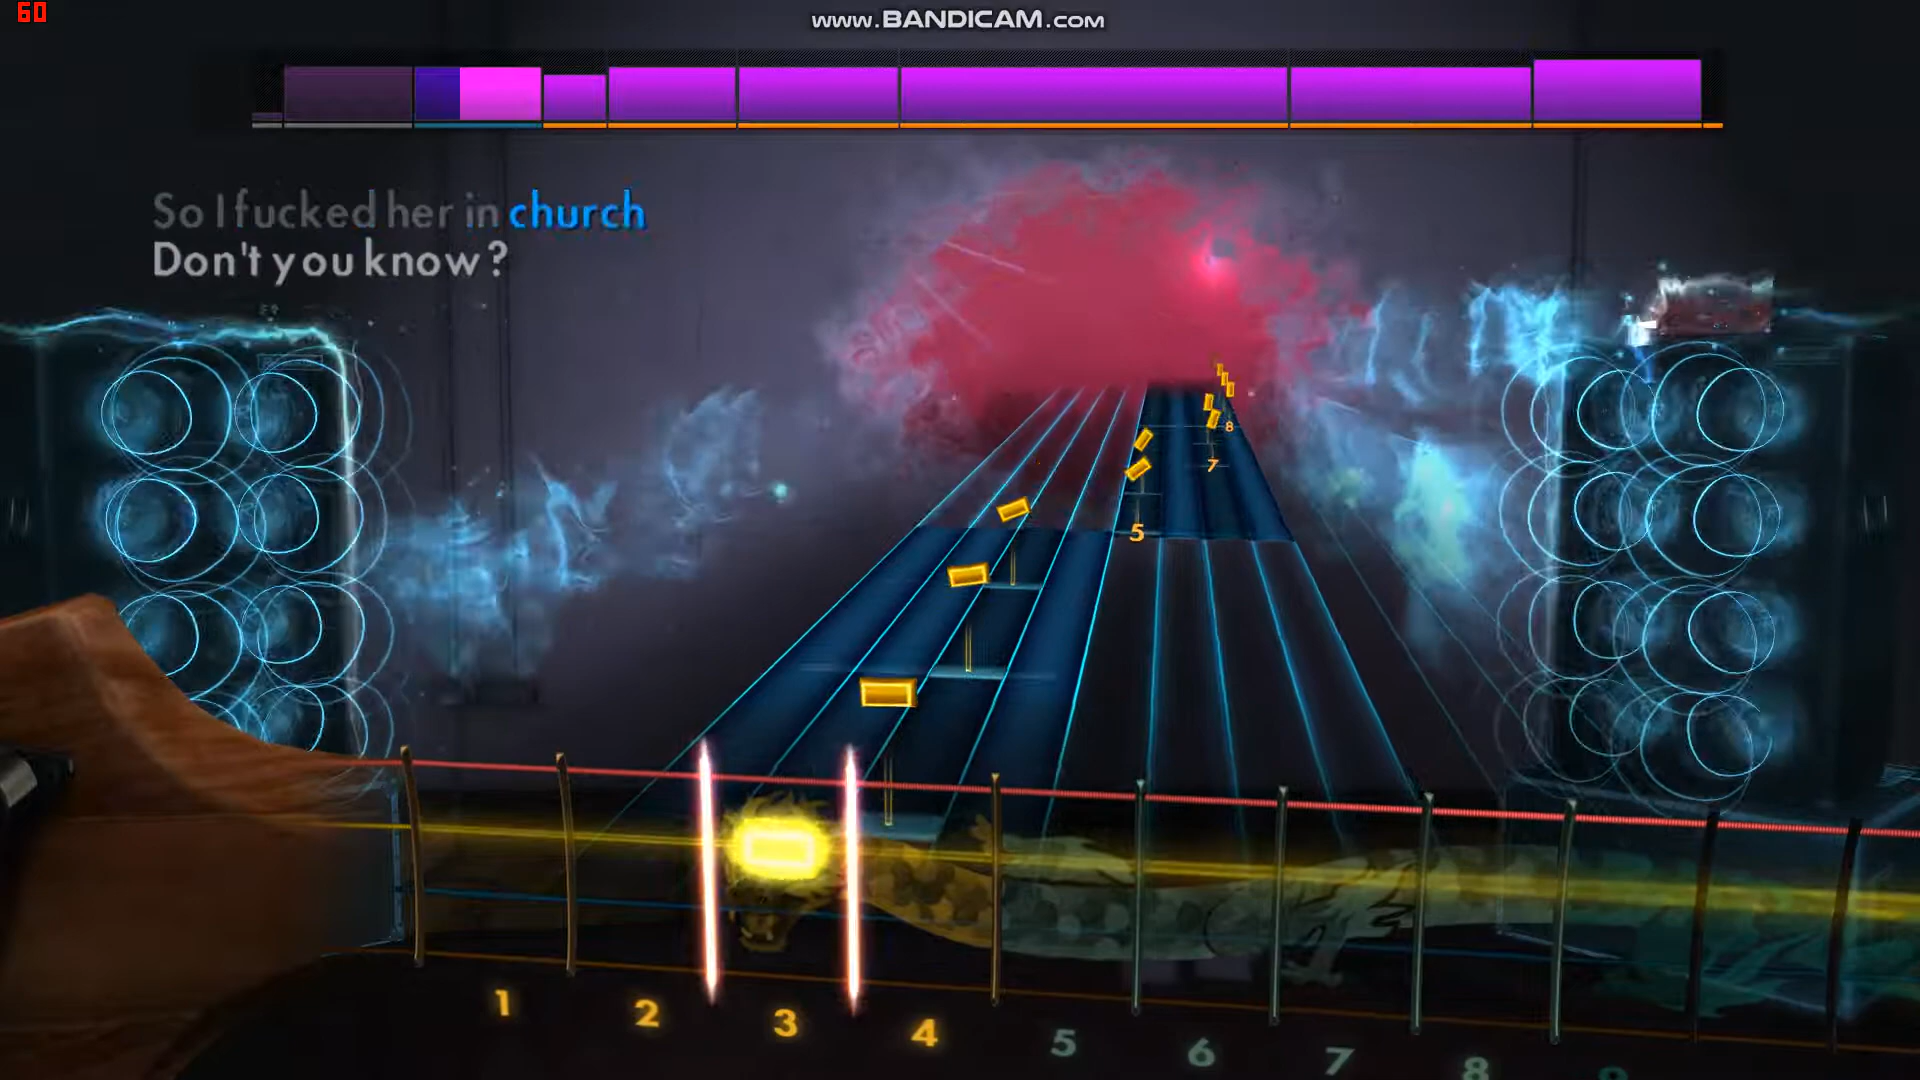 60
www.BANDICAM.com
So I fucked her in church
Don't you know?
8
7
5
1 2 3 4 5 6 7 8 9